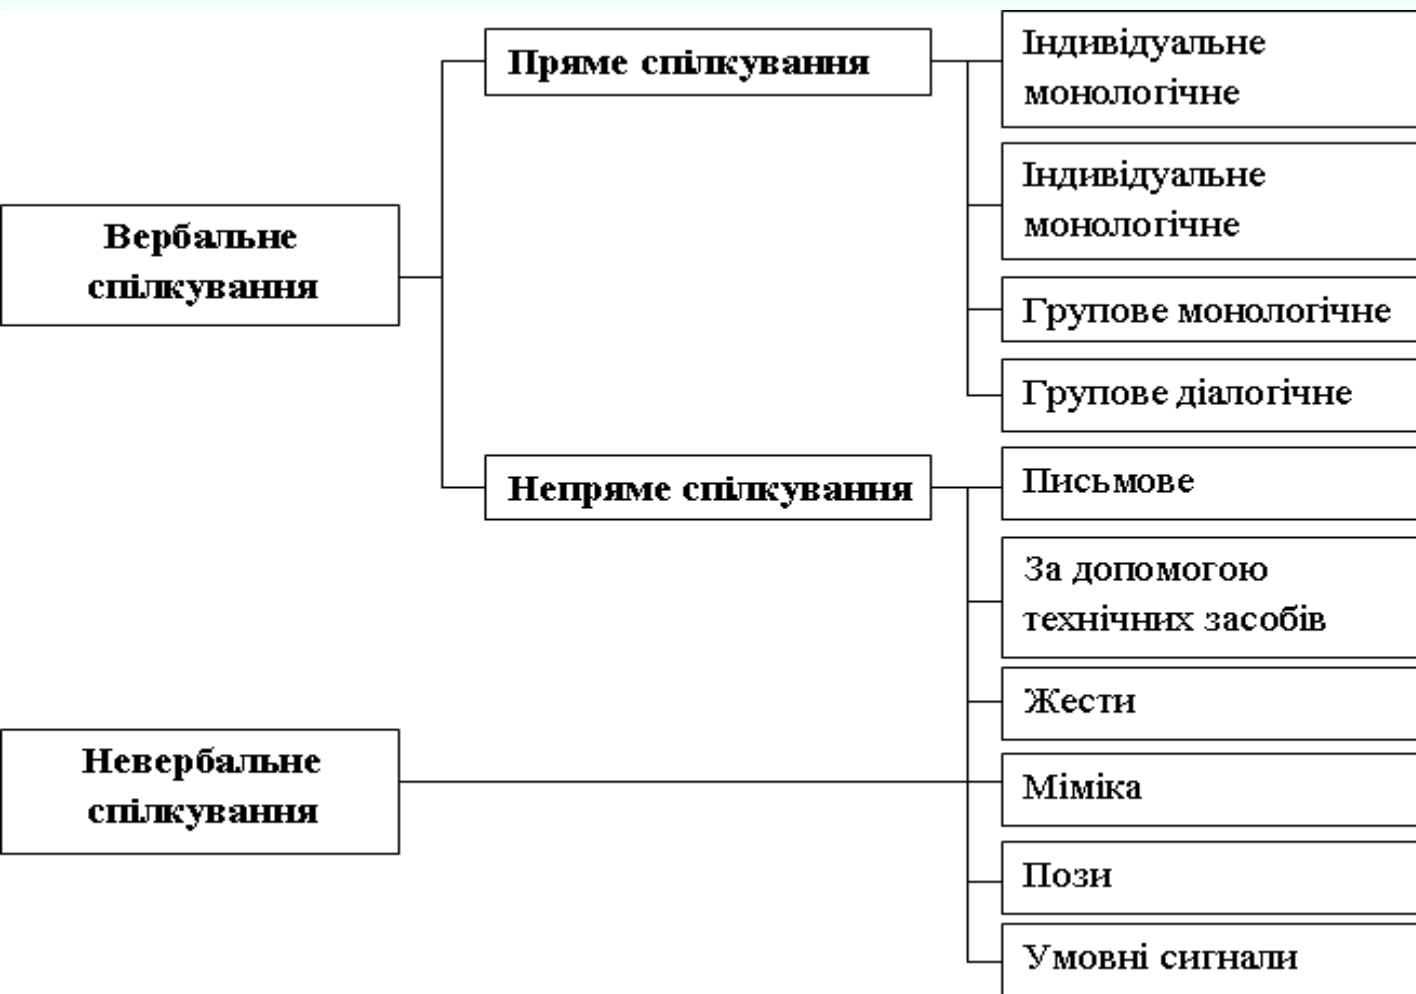 Пряме спілкування
Індивідуальне
монологічне
Індивідуальне
монологічне
Вербальне
спілкування
Групове монологічне
Групове діалогічне
Непряме спілкування
Письмове
За допомогою
технічних засобів
Жести
Невербальне
спілкування
Міміка
Пози
Умовні сигнали